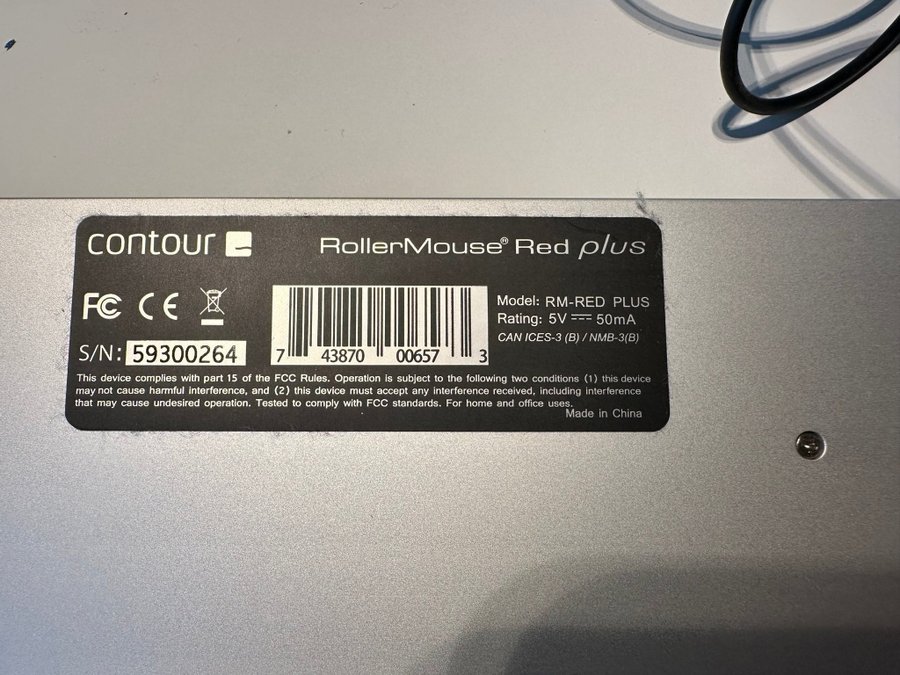 contour
RollerMouse® Red plus
FC CE
Model: RM-RED PLUS
Rating: 5V ⎓ 50mA
CAN ICES-3 (B) / NMB-3(B)
S/N: 59300264
7 43870 00657 3
This device complies with part 15 of the FCC Rules. Operation is subject to the following two conditions (1) this device
may not cause harmful interference, and (2) this device must accept any interference received, including interference
that may cause undesired operation. Tested to comply with FCC standards. For home and office uses.
Made in China